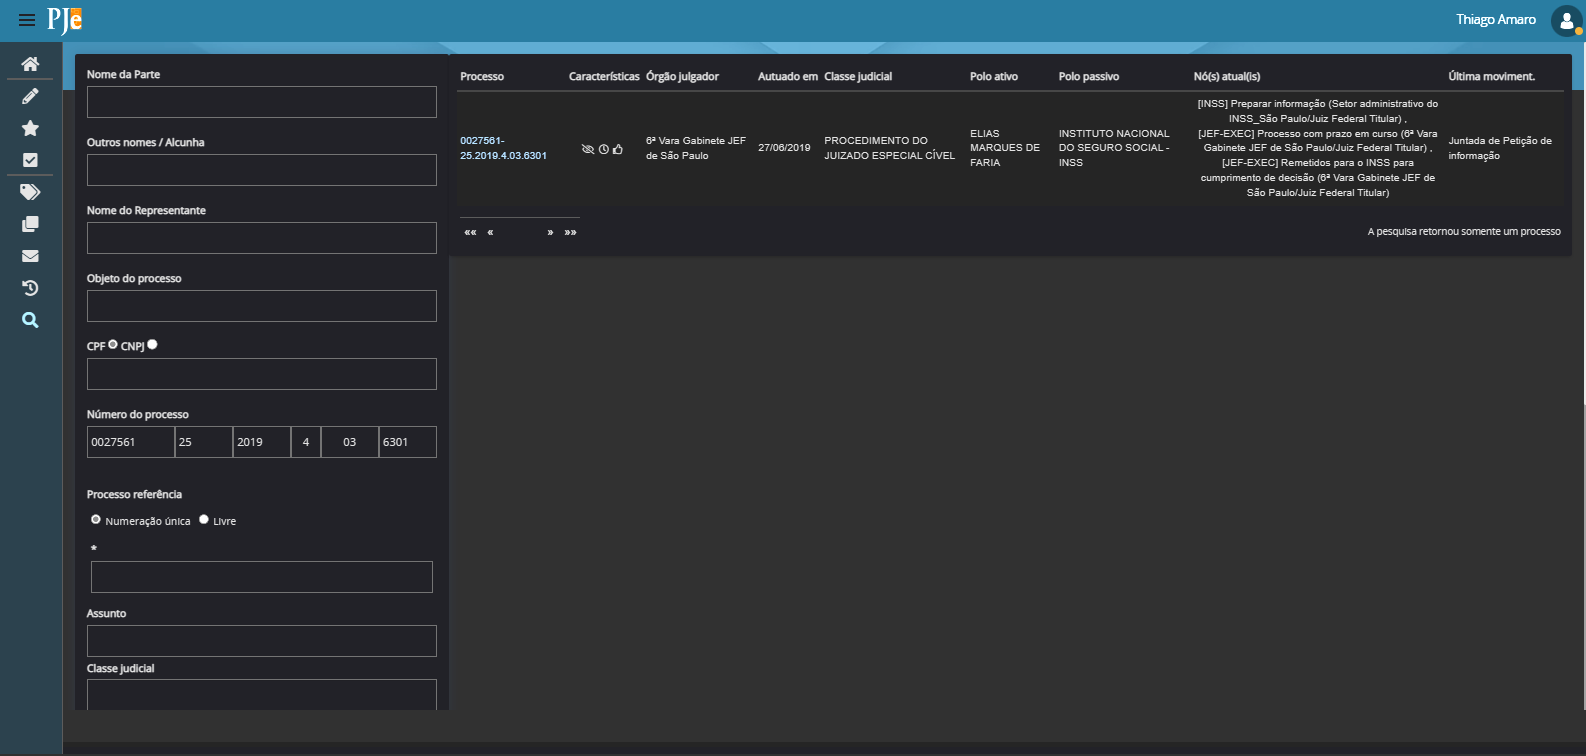 PJe
Thiago Amaro
Nome da Parte
Outros nomes / Alcunha
Nome do Representante
Objeto do processo
CPF CNPJ
Número do processo
0027561 25 2019 4 03 6301
Processo referência
Numeração única Livre
*
Assunto
Classe judicial
Processo Características Órgão julgador Autuado em Classe judicial Polo ativo Polo passivo Nó(s) atual(is) Última moviment.
0027561-
25.2019.4.03.6301
6ª Vara Gabinete JEF
de São Paulo
27/06/2019
PROCEDIMENTO DO
JUIZADO ESPECIAL CÍVEL
ELIAS
MARQUES DE
FARIA
INSTITUTO NACIONAL
DO SEGURO SOCIAL -
INSS
[INSS] Preparar informação (Setor administrativo do
INSS_São Paulo/Juiz Federal Titular) ,
[JEF-EXEC] Processo com prazo em curso (6ª Vara
Gabinete JEF de São Paulo/Juiz Federal Titular) ,
[JEF-EXEC] Remetidos para o INSS para
cumprimento de decisão (6ª Vara Gabinete JEF de
São Paulo/Juiz Federal Titular)
Juntada de Petição de
informação
«« « » »»
A pesquisa retornou somente um processo